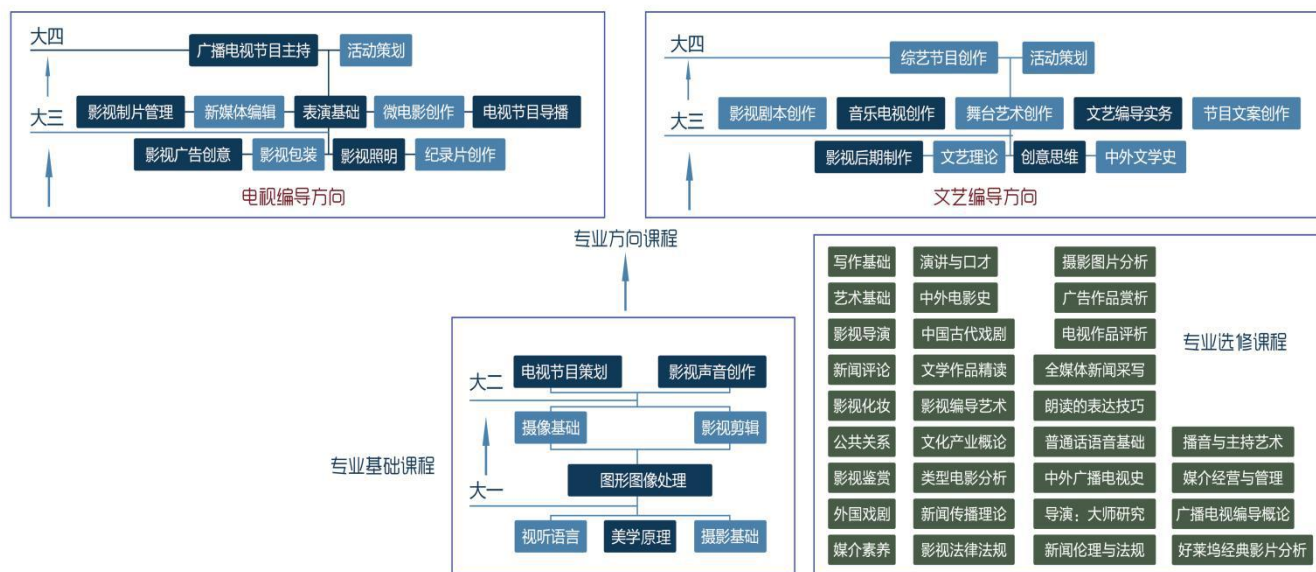 大四
广播电视节目主持 活动策划
影视制片管理 新媒体编辑 表演基础 微电影创作 电视节目导播
大三
影视广告创意 影视包装 影视照明 纪录片创作
电视编导方向
大四
综艺节目创作 活动策划
影视剧本创作 音乐电视创作 舞台艺术创作 文艺编导实务 节目文案创作
大三
影视后期制作 文艺理论 创意思维 中外文学史
文艺编导方向
专业方向课程
电视节目策划 影视声音创作
大二
摄像基础 影视剪辑
专业基础课程
图形图像处理
大一
视听语言 美学原理 摄影基础
写作基础 演讲与口才 摄影图片分析
艺术基础 中外电影史 广告作品赏析
影视导演 中国古代戏剧 电视作品评析
专业选修课程
新闻评论 文学作品精读 全媒体新闻采写
影视化妆 影视编导艺术 朗读的表达技巧
公共关系 文化产业概论 普通话语音基础 播音与主持艺术
影视鉴赏 类型电影分析 中外广播电视史 媒介经营与管理
外国戏剧 新闻传播理论 导演：大师研究 广播电视编导概论
媒介素养 影视法律法规 新闻伦理与法规 好莱坞经典影片分析